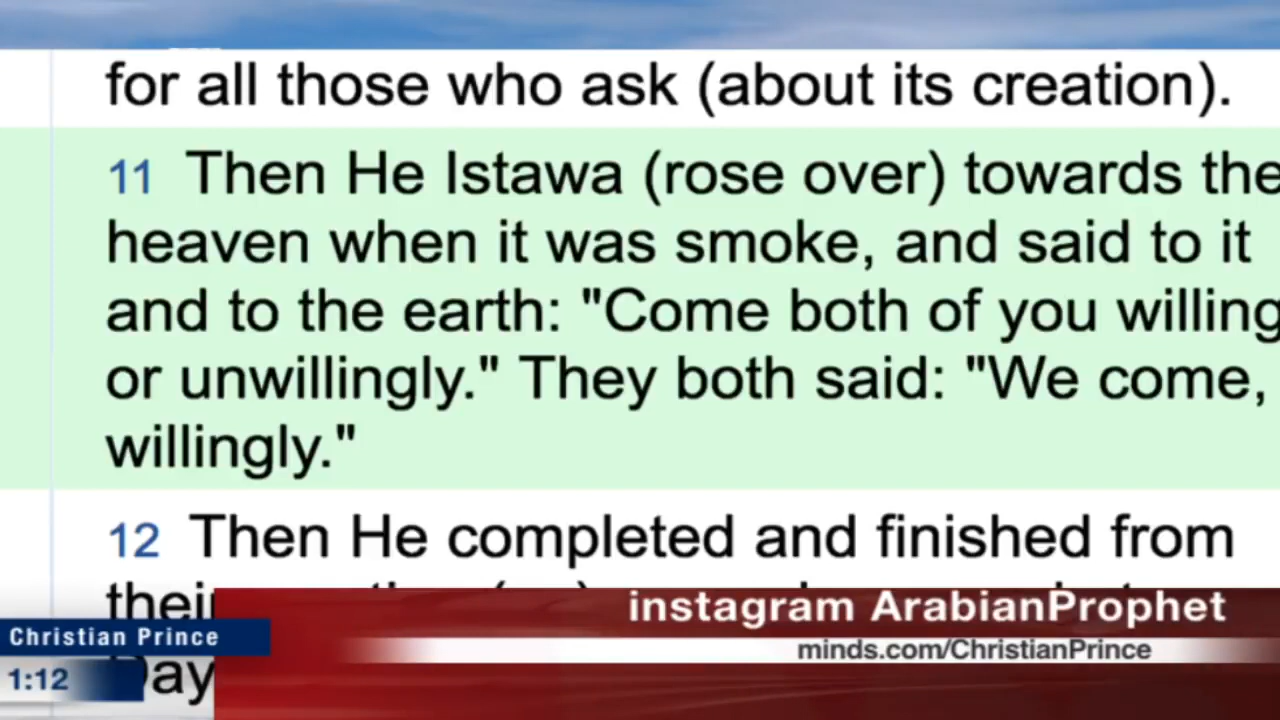 for all those who ask (about its creation).
11 Then He Istawa (rose over) towards the
heaven when it was smoke, and said to it
and to the earth: "Come both of you willing
or unwillingly." They both said: "We come,
willingly."
12 Then He completed and finished from
their
Day
instagram ArabianProphet
minds.com/ChristianPrince
Christian Prince
1:12